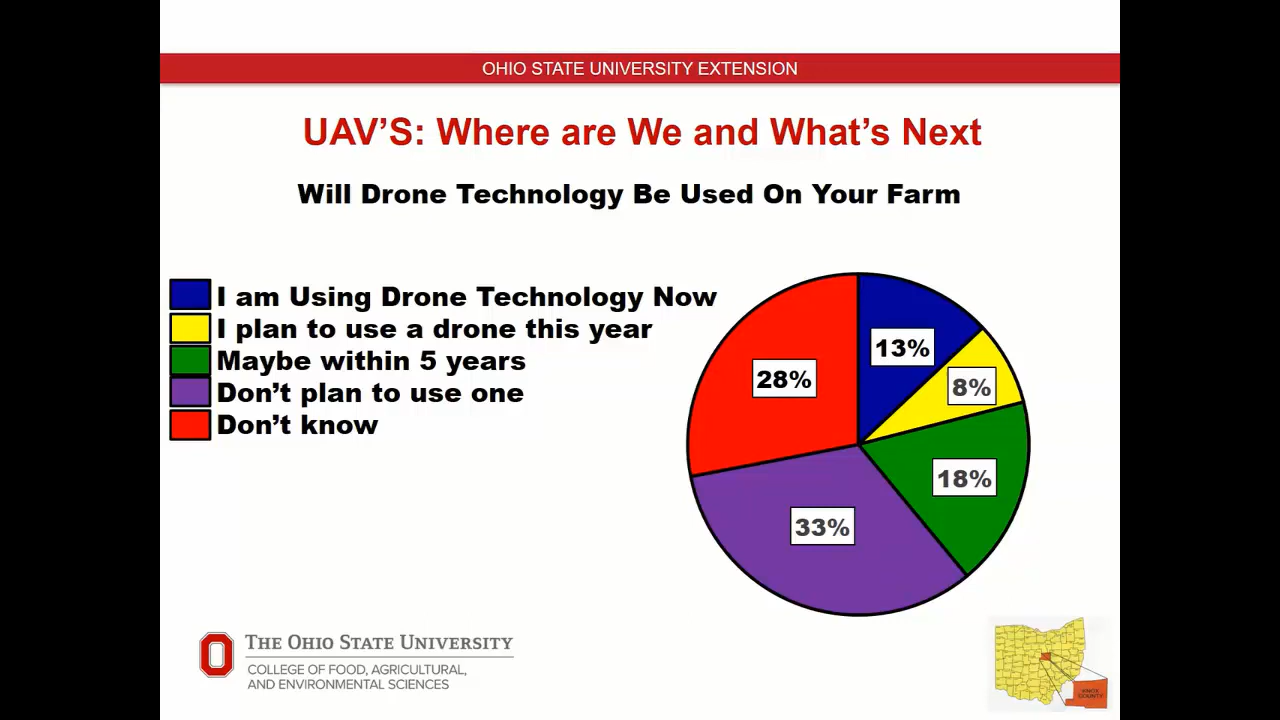 OHIO STATE UNIVERSITY EXTENSION
UAV'S: Where are We and What's Next
Will Drone Technology Be Used On Your Farm
I am Using Drone Technology Now
I plan to use a drone this year
Maybe within 5 years
Don't plan to use one
Don't know
13%
8%
28%
18%
33%
THE OHIO STATE UNIVERSITY
COLLEGE OF FOOD, AGRICULTURAL,
AND ENVIRONMENTAL SCIENCES
KNOX
COUNTY